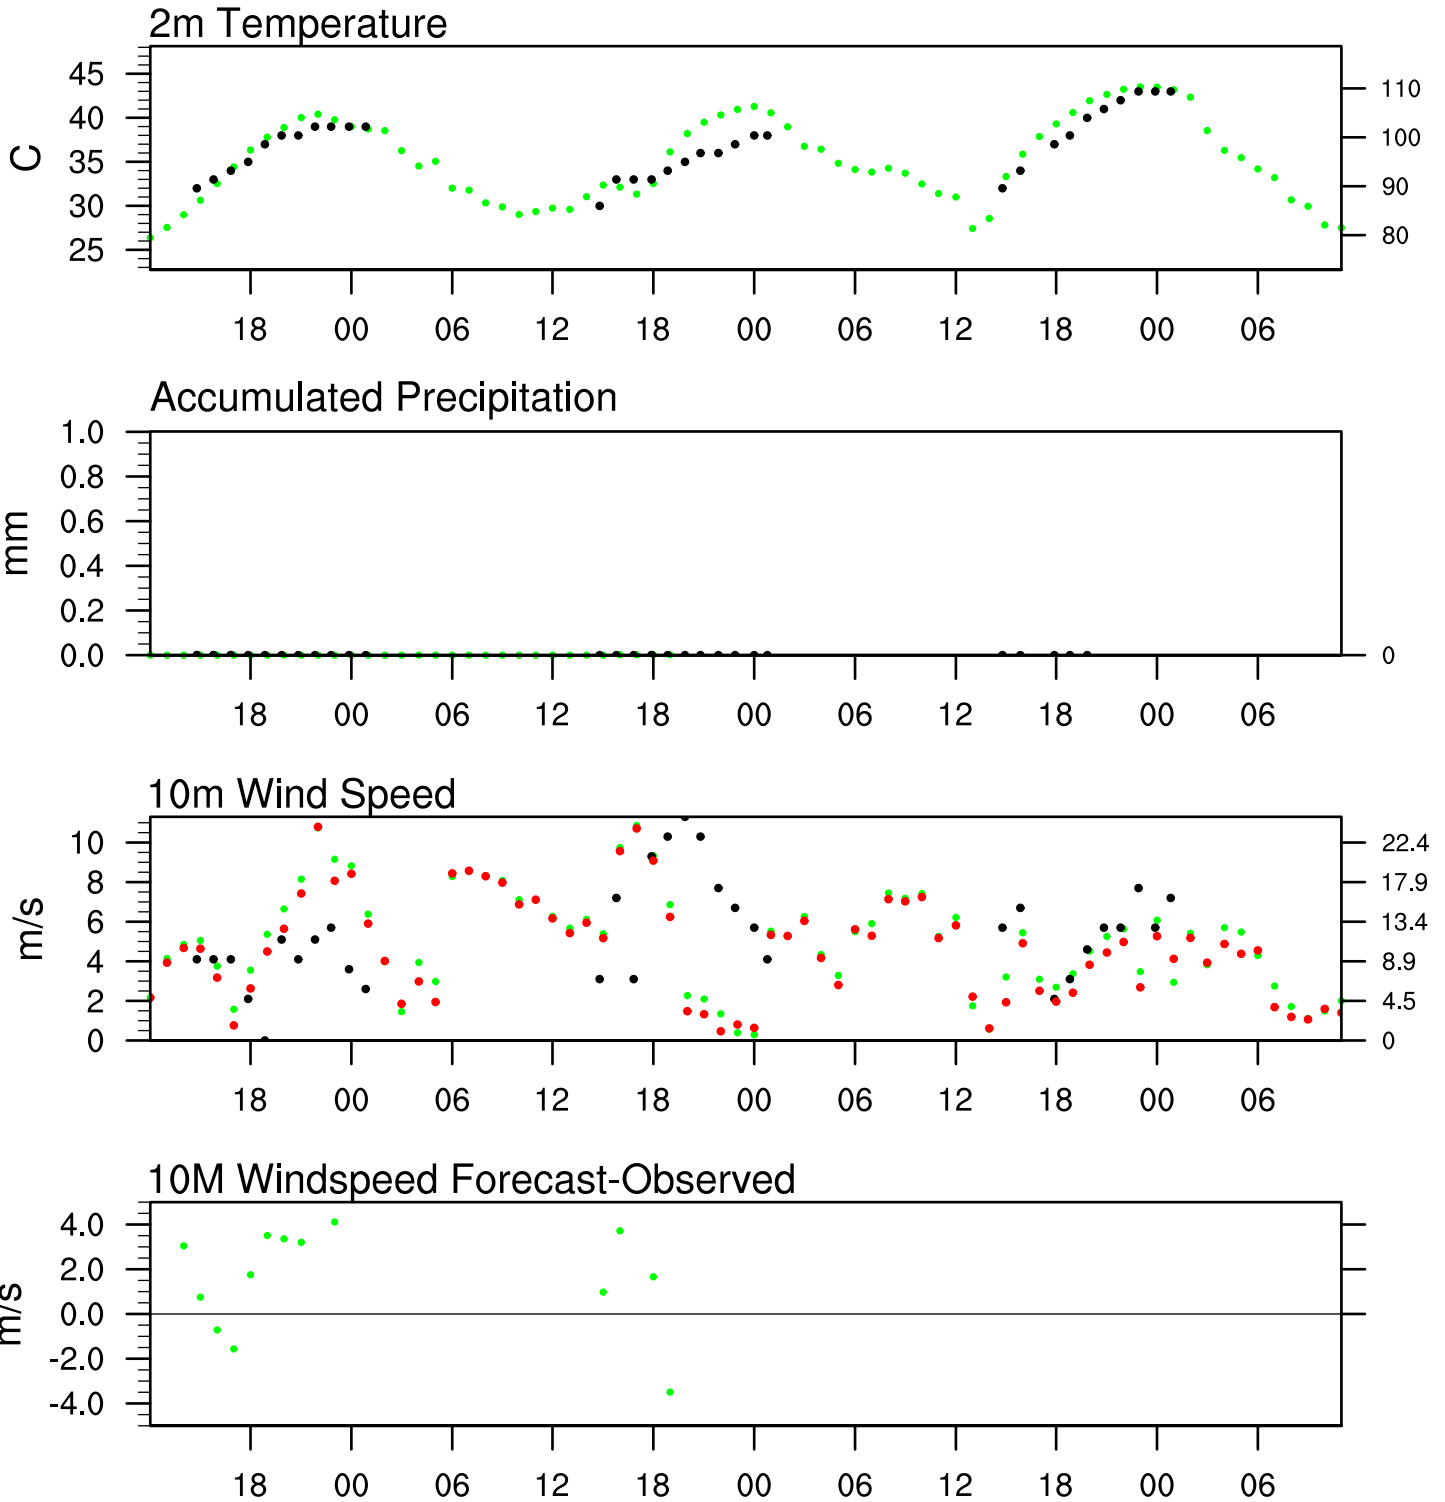 2m Temperature
C
45
40
35
30
25
110
100
90
80
18 00 06 12 18 00 06 12 18 00 06
Accumulated Precipitation
mm
1.0
0.8
0.6
0.4
0.2
0.0
0
18 00 06 12 18 00 06 12 18 00 06
10m Wind Speed
m/s
10
8
6
4
2
0
22.4
17.9
13.4
8.9
4.5
0
18 00 06 12 18 00 06 12 18 00 06
10M Windspeed Forecast-Observed
m/s
4.0
2.0
0.0
-2.0
-4.0
18 00 06 12 18 00 06 12 18 00 06